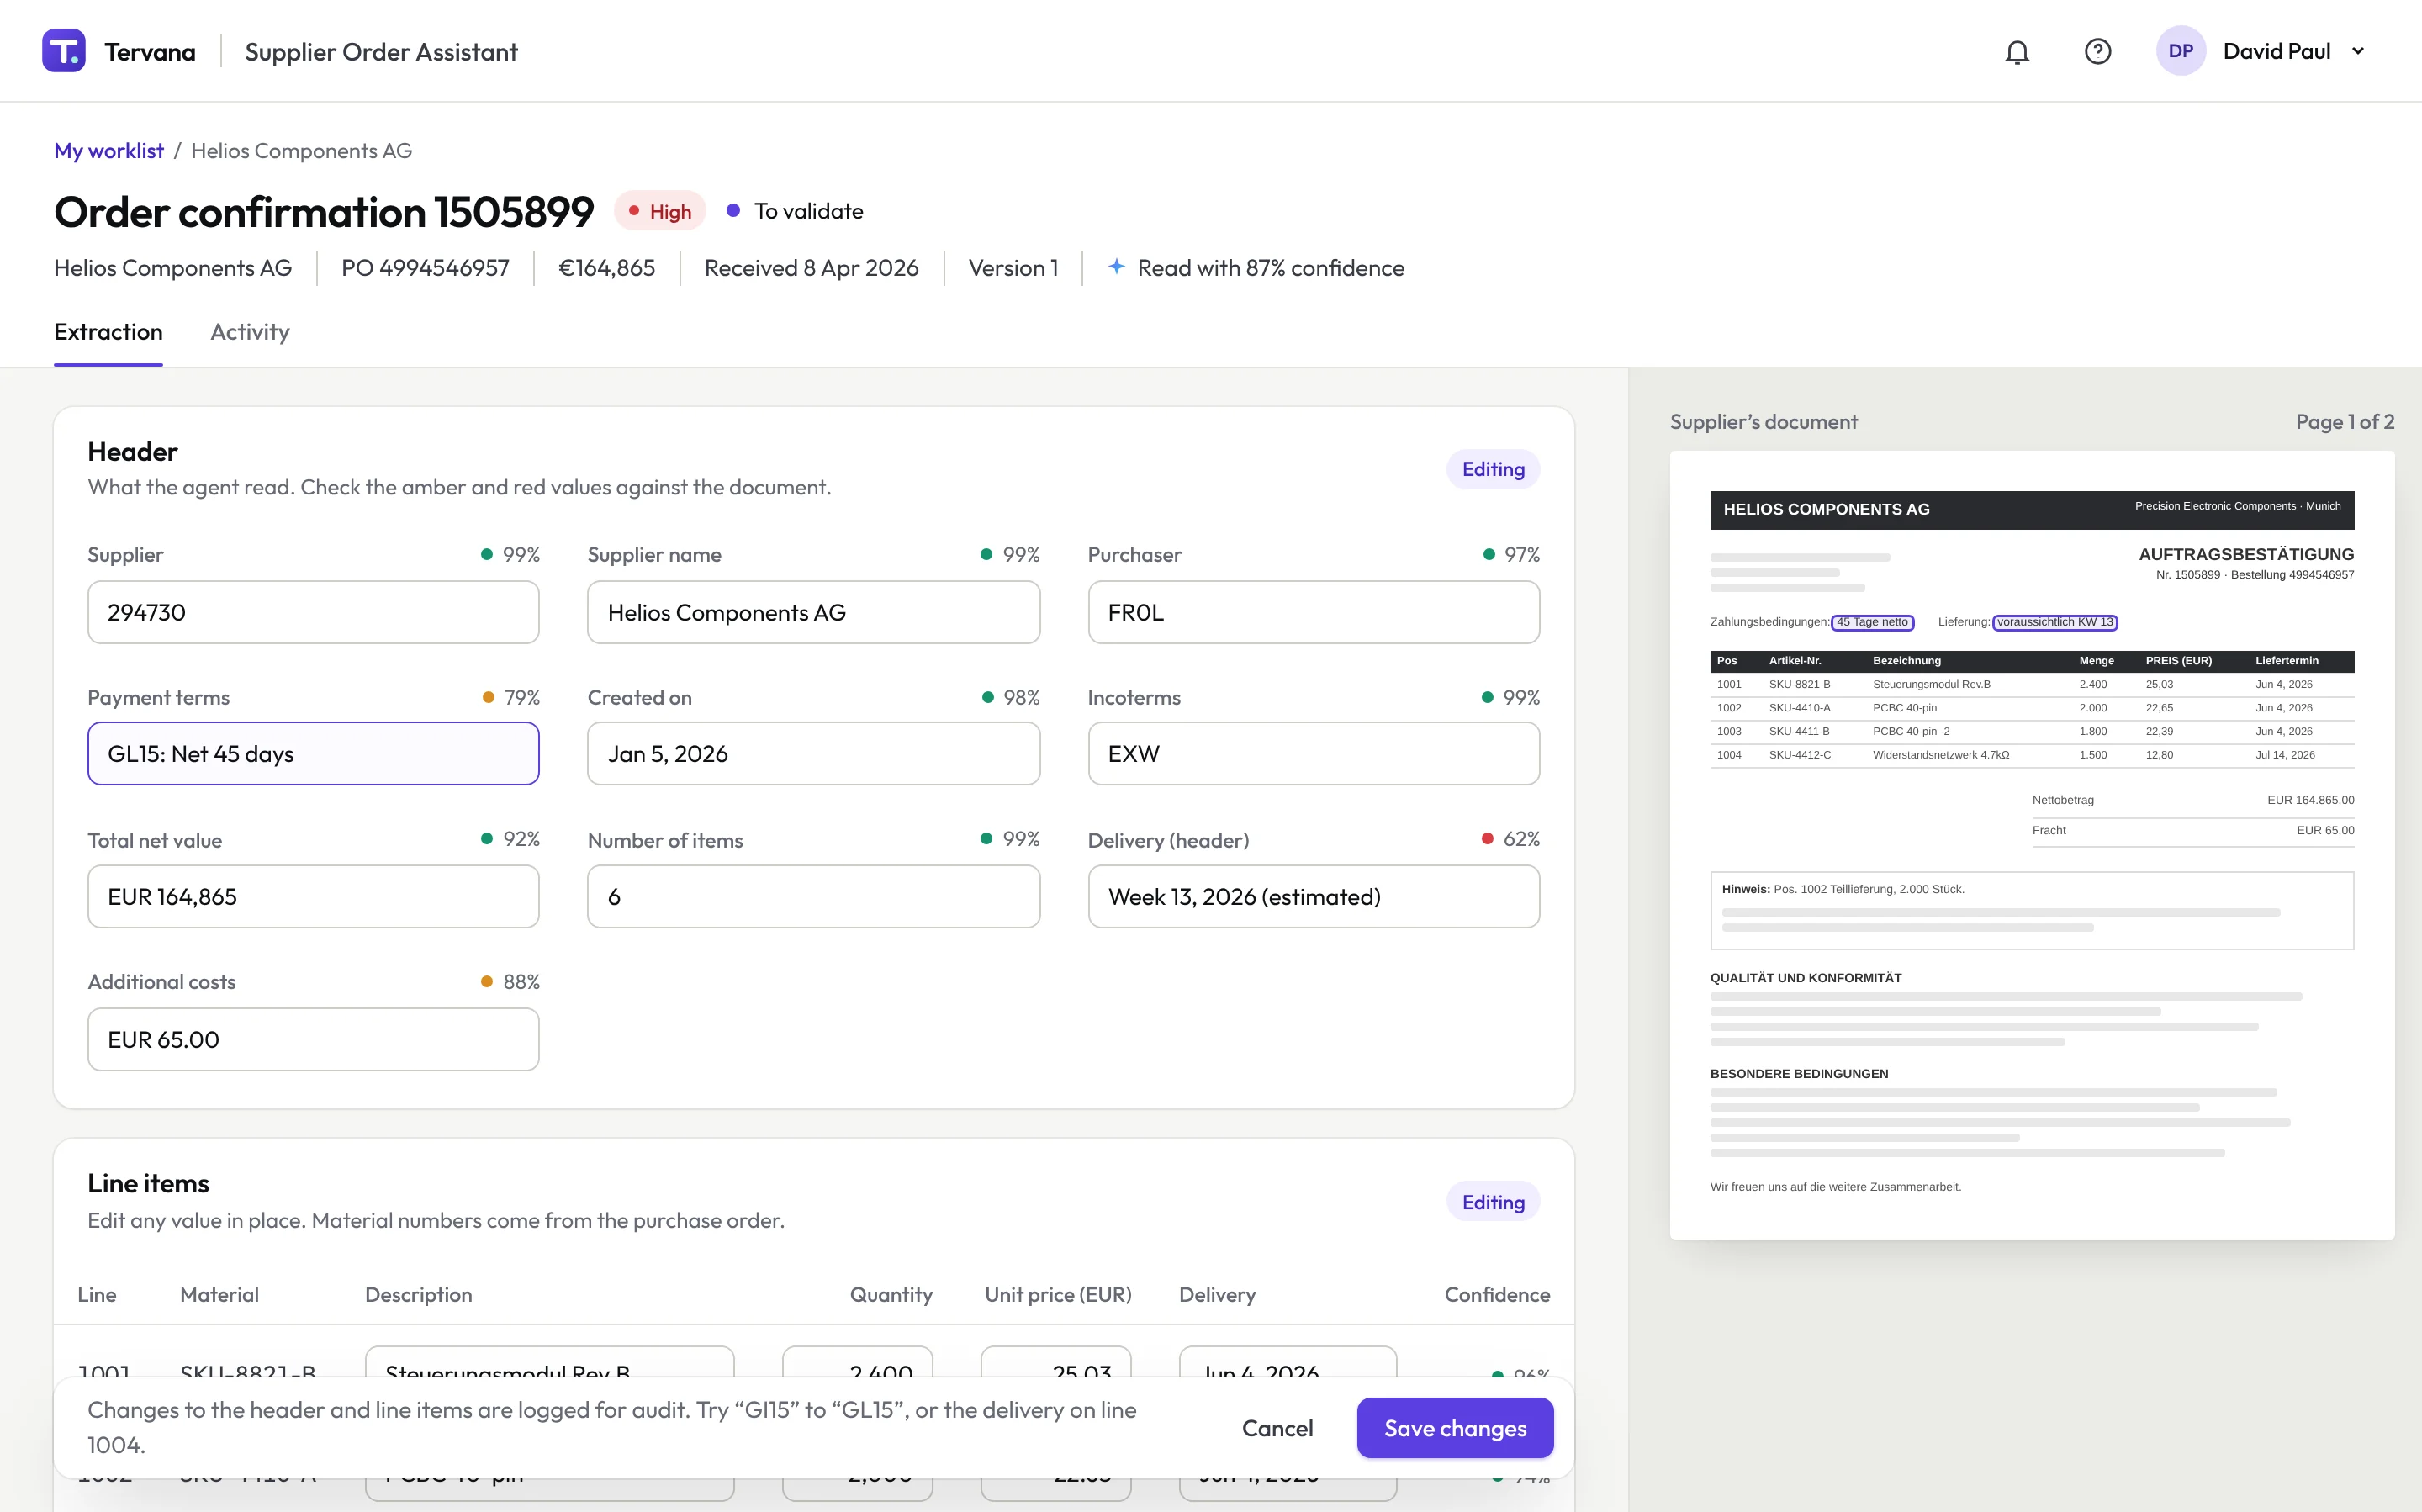 Tervana
Supplier Order Assistant
DP
David Paul
My worklist / Helios Components AG
Order confirmation 1505899
High
To validate
Helios Components AG
PO 4994546957
€164,865
Received 8 Apr 2026
Version 1
Read with 87% confidence
Extraction
Activity
Header
What the agent read. Check the amber and red values against the document.
Editing
Supplier
99%
294730
Supplier name
99%
Helios Components AG
Purchaser
97%
FR0L
Payment terms
79%
GL15: Net 45 days
Created on
98%
Jan 5, 2026
Incoterms
99%
EXW
Total net value
92%
EUR 164,865
Number of items
99%
6
Delivery (header)
62%
Week 13, 2026 (estimated)
Additional costs
88%
EUR 65.00
Line items
Edit any value in place. Material numbers come from the purchase order.
Editing
Line Material Description Quantity Unit price (EUR) Delivery Confidence
1001 SKU-8821-B Steuerungsmodul Rev.B 2,400 25.03 Jun 4, 2026 96%
Changes to the header and line items are logged for audit. Try “GI15” to “GL15”, or the delivery on line
1004.
Cancel
Save changes
Supplier’s document
Page 1 of 2
HELIOS COMPONENTS AG
Precision Electronic Components · Munich
AUFTRAGSBESTÄTIGUNG
Nr. 1505899 · Bestellung 4994546957
Zahlungsbedingungen: 45 Tage netto Lieferung: voraussichtlich KW 13
Pos Artikel-Nr. Bezeichnung Menge PREIS (EUR) Liefertermin
1001 SKU-8821-B Steuerungsmodul Rev.B 2.400 25,03 Jun 4, 2026
1002 SKU-4410-A PCBC 40-pin 2.000 22,65 Jun 4, 2026
1003 SKU-4411-B PCBC 40-pin -2 1.800 22,39 Jun 4, 2026
1004 SKU-4412-C Widerstandsnetzwerk 4.7kΩ 1.500 12,80 Jul 14, 2026
Nettobetrag EUR 164.865,00
Fracht EUR 65,00
Hinweis: Pos. 1002 Teillieferung, 2.000 Stück.
QUALITÄT UND KONFORMITÄT
BESONDERE BEDINGUNGEN
Wir freuen uns auf die weitere Zusammenarbeit.